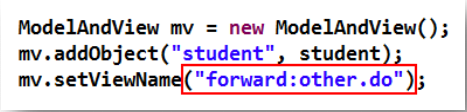 ModelAndView mv = new ModelAndView();
mv.addObject("student", student);
mv.setViewName("forward:other.do");